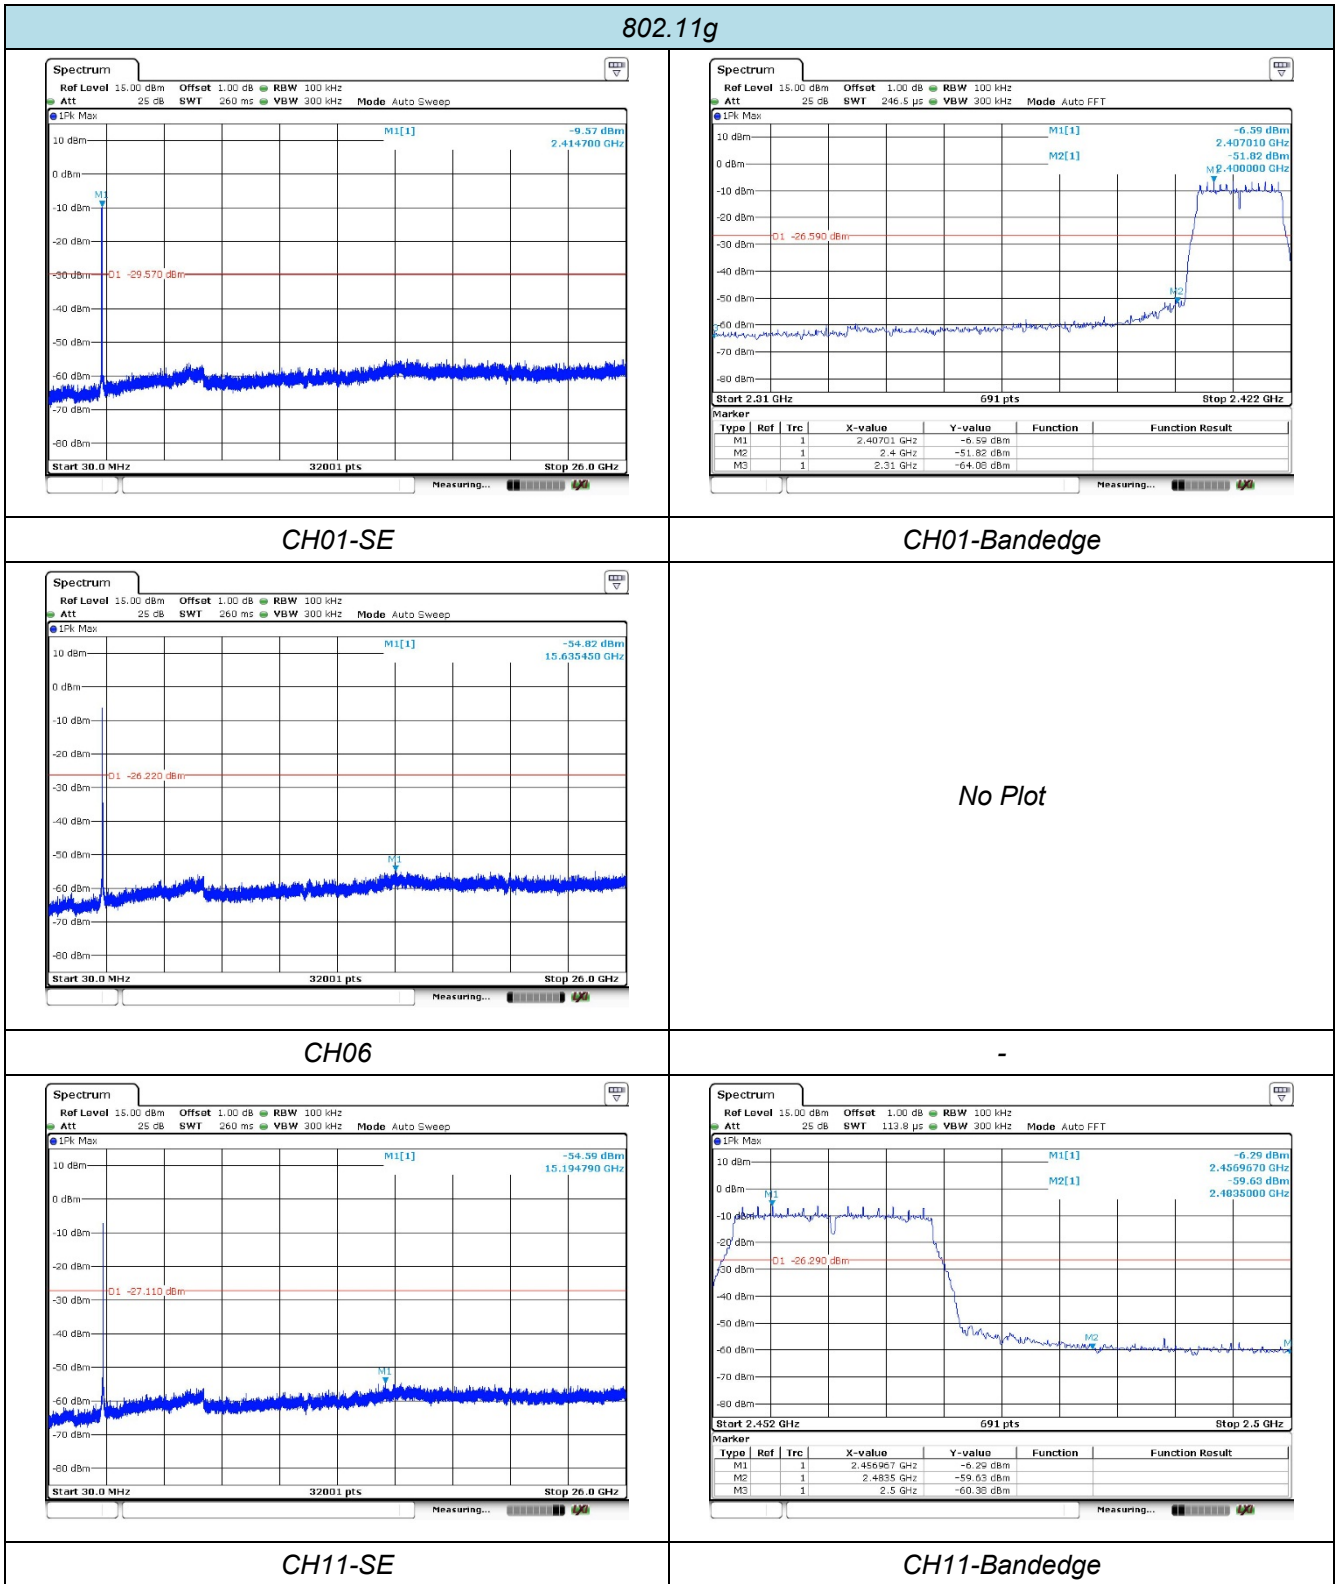 802.11g
Spectrum
Ref Level 15.00 dBm Offset 1.00 dB RBW 100 kHz
Att 25 dB SWT 260 ms VBW 300 kHz Mode Auto Sweep
1Pk Max
M1[1] -9.57 dBm
2.414700 GHz
10 dBm
0 dBm
M1
-10 dBm
-20 dBm
-30 dBm
D1 -29.570 dBm
-40 dBm
-50 dBm
-60 dBm
-70 dBm
-80 dBm
Start 30.0 MHz 32001 pts Stop 26.0 GHz
Measuring...
Spectrum
Ref Level 15.00 dBm Offset 1.00 dB RBW 100 kHz
Att 25 dB SWT 246.5 µs VBW 300 kHz Mode Auto FFT
1Pk Max
M1[1] -6.59 dBm
2.407010 GHz
M2[1] -51.82 dBm
2.400000 GHz
10 dBm
0 dBm
M1
-10 dBm
-20 dBm
D1 -26.590 dBm
-30 dBm
-40 dBm
-50 dBm
M2
-60 dBm
-70 dBm
-80 dBm
Start 2.31 GHz 691 pts Stop 2.422 GHz
Marker
Type Ref Trc X-value Y-value Function Function Result
M1 1 2.40701 GHz -6.59 dBm
M2 1 2.4 GHz -51.82 dBm
M3 1 2.31 GHz -64.08 dBm
Measuring...
CH01-SE
CH01-Bandedge
Spectrum
Ref Level 15.00 dBm Offset 1.00 dB RBW 100 kHz
Att 25 dB SWT 260 ms VBW 300 kHz Mode Auto Sweep
1Pk Max
M1[1] -54.82 dBm
15.635450 GHz
10 dBm
0 dBm
-10 dBm
-20 dBm
D1 -26.220 dBm
-30 dBm
-40 dBm
-50 dBm
M1
-60 dBm
-70 dBm
-80 dBm
Start 30.0 MHz 32001 pts Stop 26.0 GHz
Measuring...
No Plot
CH06
-
Spectrum
Ref Level 15.00 dBm Offset 1.00 dB RBW 100 kHz
Att 25 dB SWT 260 ms VBW 300 kHz Mode Auto Sweep
1Pk Max
M1[1] -54.59 dBm
15.194790 GHz
10 dBm
0 dBm
-10 dBm
-20 dBm
D1 -27.110 dBm
-30 dBm
-40 dBm
-50 dBm
M1
-60 dBm
-70 dBm
-80 dBm
Start 30.0 MHz 32001 pts Stop 26.0 GHz
Measuring...
Spectrum
Ref Level 15.00 dBm Offset 1.00 dB RBW 100 kHz
Att 25 dB SWT 113.8 µs VBW 300 kHz Mode Auto FFT
1Pk Max
M1[1] -6.29 dBm
2.4569670 GHz
M2[1] -59.63 dBm
2.4835000 GHz
10 dBm
0 dBm
M1
-10 dBm
-20 dBm
D1 -26.290 dBm
-30 dBm
-40 dBm
-50 dBm
M2
-60 dBm
-70 dBm
-80 dBm
Start 2.452 GHz 691 pts Stop 2.5 GHz
Marker
Type Ref Trc X-value Y-value Function Function Result
M1 1 2.456967 GHz -6.29 dBm
M2 1 2.4835 GHz -59.63 dBm
M3 1 2.5 GHz -60.38 dBm
Measuring...
CH11-SE
CH11-Bandedge